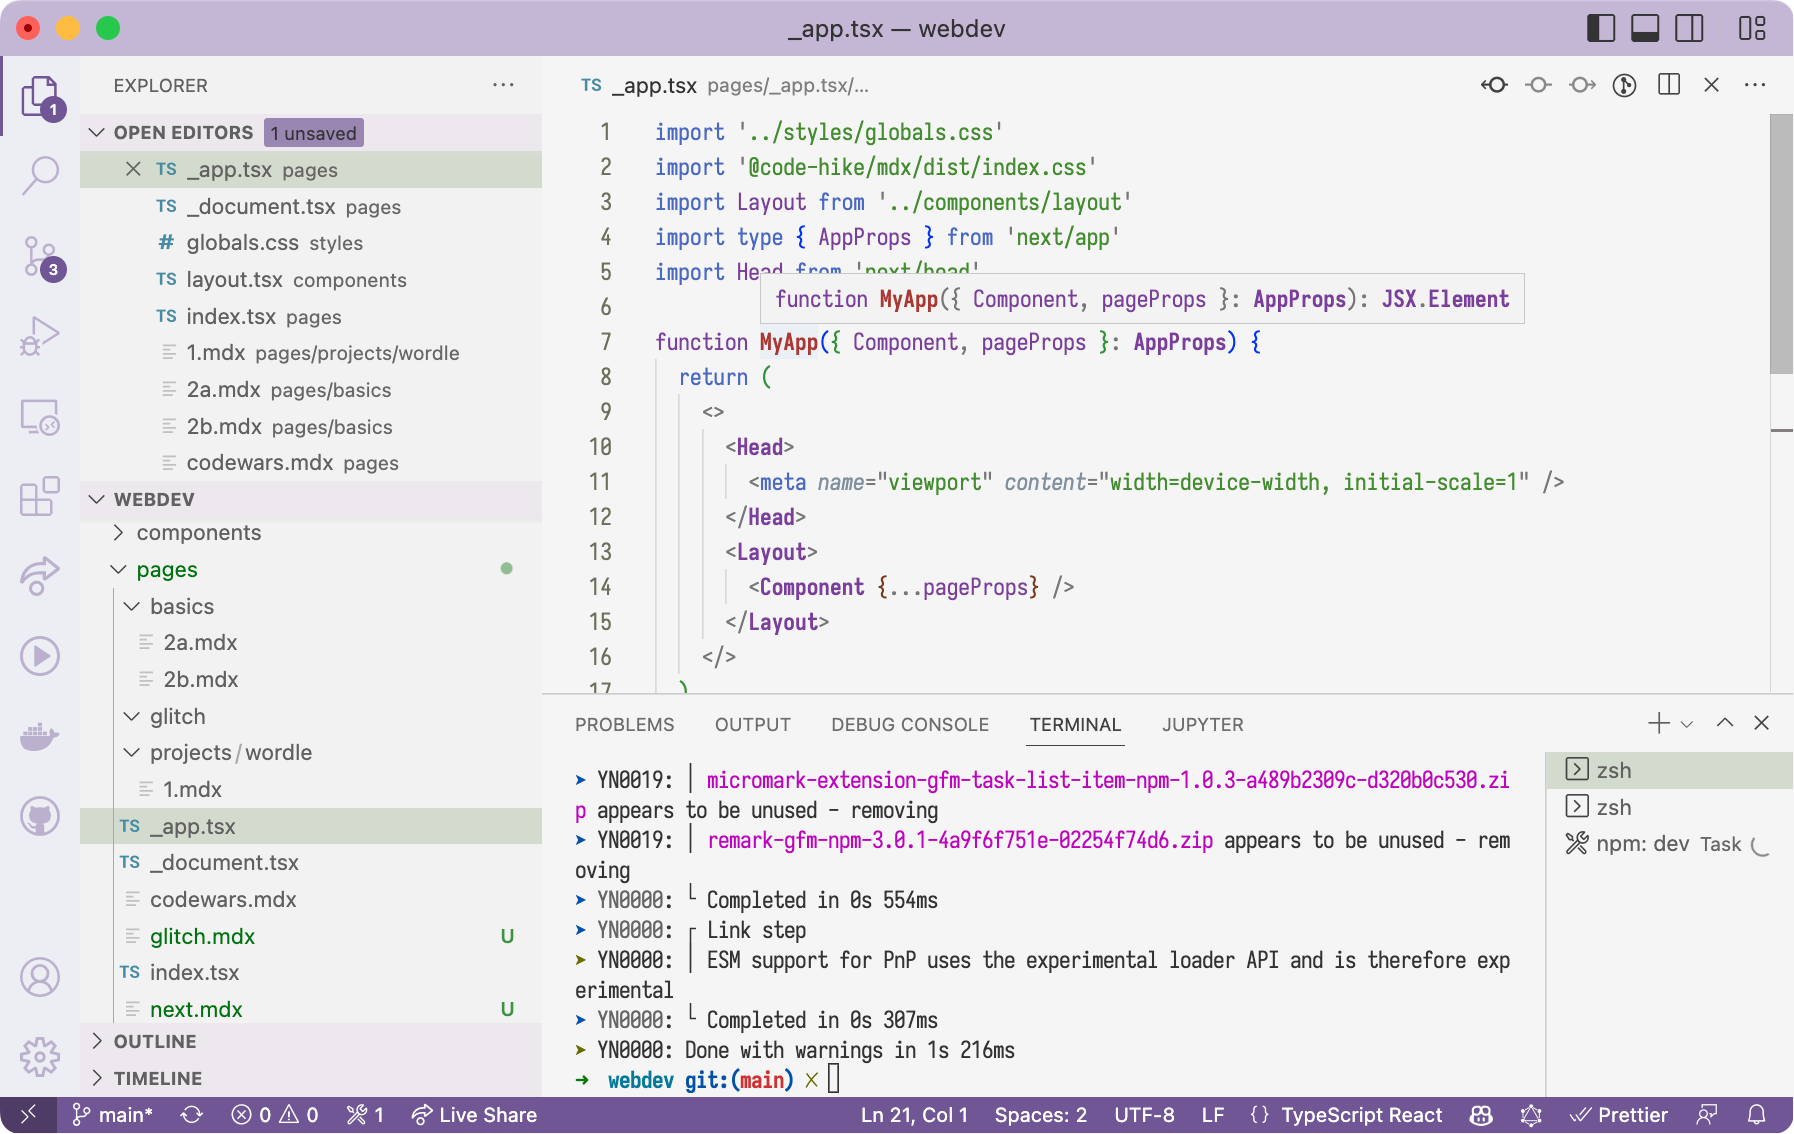 _app.tsx — webdev
1
3
EXPLORER
OPEN EDITORS 1 unsaved
TS _app.tsx pages
TS _document.tsx pages
# globals.css styles
TS layout.tsx components
TS index.tsx pages
1.mdx pages/projects/wordle
2a.mdx pages/basics
2b.mdx pages/basics
codewars.mdx pages
WEBDEV
components
pages
basics
2a.mdx
2b.mdx
glitch
projects/wordle
1.mdx
TS _app.tsx
TS _document.tsx
codewars.mdx
glitch.mdx U
TS index.tsx
next.mdx U
OUTLINE
TIMELINE
TS _app.tsx pages/_app.tsx/...
1 import '../styles/globals.css'
2 import '@code-hike/mdx/dist/index.css'
3 import Layout from '../components/layout'
4 import type { AppProps } from 'next/app'
5 import Head from 'next/head'
6
function MyApp({ Component, pageProps }: AppProps): JSX.Element
7 function MyApp({ Component, pageProps }: AppProps) {
8 return (
9 <>
10 <Head>
11 <meta name="viewport" content="width=device-width, initial-scale=1" />
12 </Head>
13 <Layout>
14 <Component {...pageProps} />
15 </Layout>
16 </>
17 )
PROBLEMS OUTPUT DEBUG CONSOLE TERMINAL JUPYTER
➤ YN0019: │ micromark-extension-gfm-task-list-item-npm-1.0.3-a489b2309c-d320b0c530.zi
p appears to be unused - removing
➤ YN0019: │ remark-gfm-npm-3.0.1-4a9f6f751e-02254f74d6.zip appears to be unused - rem
oving
➤ YN0000: └ Completed in 0s 554ms
➤ YN0000: ┌ Link step
➤ YN0000: │ ESM support for PnP uses the experimental loader API and is therefore exp
erimental
➤ YN0000: └ Completed in 0s 307ms
➤ YN0000: Done with warnings in 1s 216ms
➜ webdev git:(main) ✗
zsh
zsh
npm: dev Task
main* 0 0 1 Live Share Ln 21, Col 1 Spaces: 2 UTF-8 LF {} TypeScript React Prettier